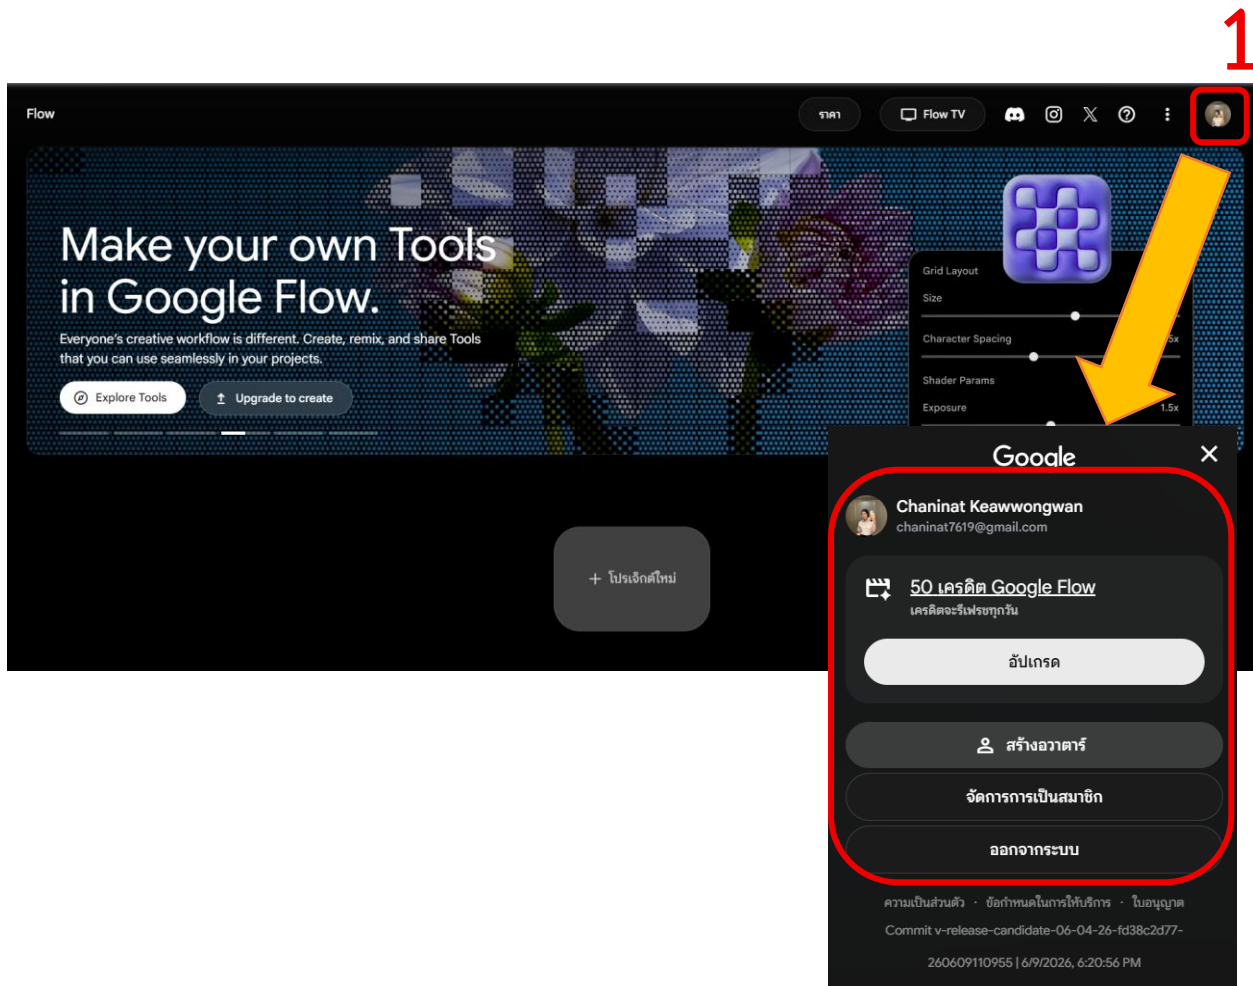 1
Flow
ราคา
Flow TV
Make your own Tools
in Google Flow.
Everyone's creative workflow is different. Create, remix, and share Tools
that you can use seamlessly in your projects.
Explore Tools
Upgrade to create
Grid Layout
Size
Character Spacing
5x
Shader Params
Exposure
1.5x
+ โปรเจ็กต์ใหม่
Google
Chaninat Keawwongwan
chaninat7619@gmail.com
50 เครดิต Google Flow
เครดิตจะรีเฟรชทุกวัน
อัปเกรด
สร้างอวาตาร์
จัดการการเป็นสมาชิก
ออกจากระบบ
ความเป็นส่วนตัว · ข้อกำหนดในการให้บริการ · ใบอนุญาต
Commit v-release-candidate-06-04-26-fd38c2d77-
260609110955 | 6/9/2026, 6:20:56 PM